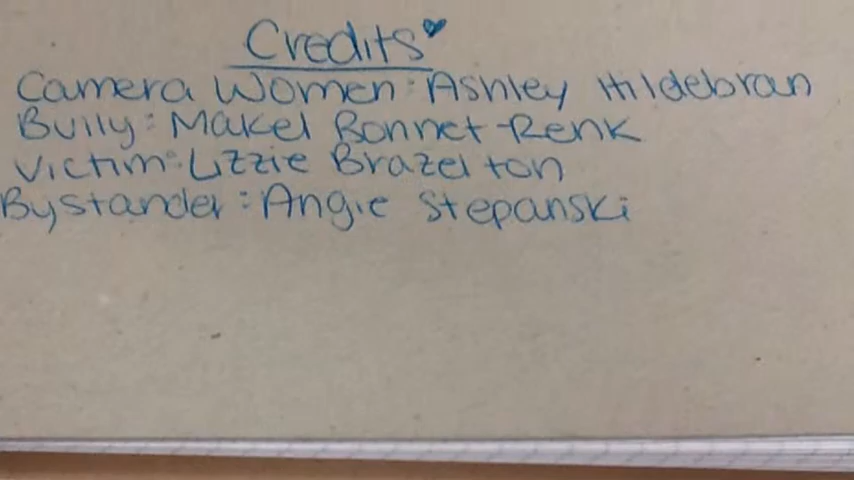 Credits♥
Camera Women: Ashley Hildebran
Bully: Makel Bonnet-Renk
Victim: Lizzie Brazelton
Bystander: Angie Stepanski